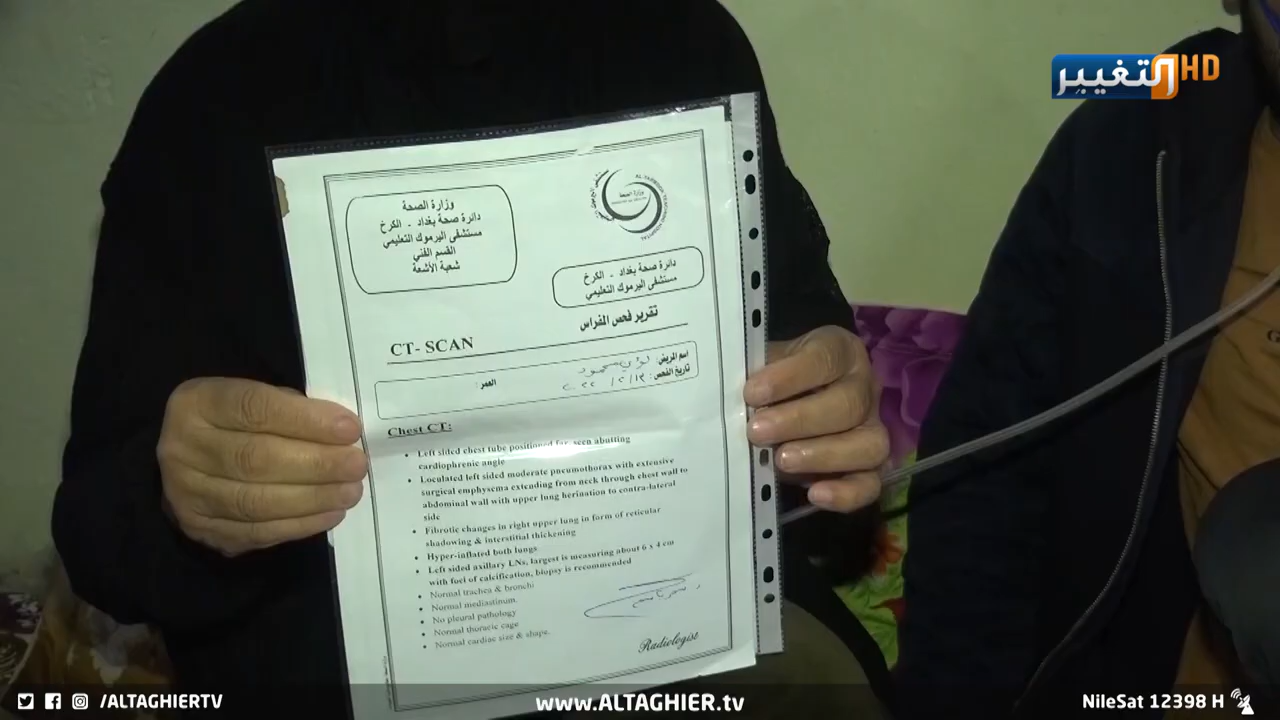 التغيير HD
وزارة الصحة
دائرة صحة بغداد - الكرخ
مستشفى اليرموك التعليمي
القسم الفني
شعبة الأشعة
وزارة الصحة
دائرة صحة بغداد - الكرخ
مستشفى اليرموك التعليمي
تقرير فحص المفراس
CT- SCAN
اسم المريض: لؤي محمود
العمر:
تاريخ الفحص:
Chest CT:
• Left sided chest tube positioned far, seen abutting
cardiophrenic angle
• Loculated left sided moderate pneumothorax with extensive
surgical emphysema extending from neck through chest wall to
abdominal wall with upper lung herination to contra-lateral
side
• Fibrotic changes in right upper lung in form of reticular
shadowing & interstitial thickening
• Hyper-inflated both lungs
• Left sided axillary LNs, largest is measuring about 6 x 4 cm
with foci of calcification, biopsy is recommended
• Normal trachea & bronchi
• Normal mediastinum.
• No pleural pathology
• Normal thoracic cage
• Normal cardiac size & shape.
Radiologist
/ALTAGHIERTV
www.ALTAGHIER.tv
NileSat 12398 H